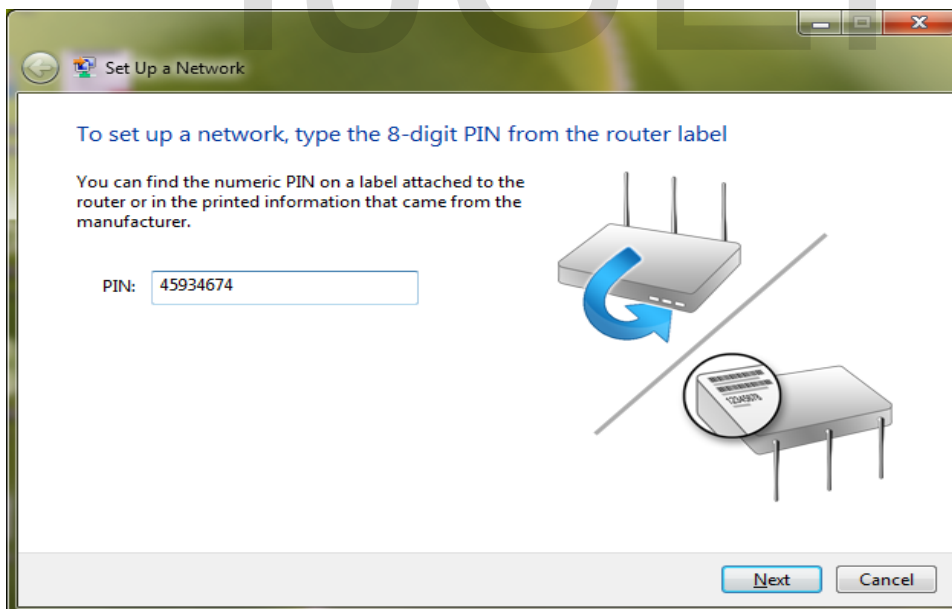 Set Up a Network
To set up a network, type the 8-digit PIN from the router label
You can find the numeric PIN on a label attached to the
router or in the printed information that came from the
manufacturer.
PIN: 45934674
12345678
Next Cancel